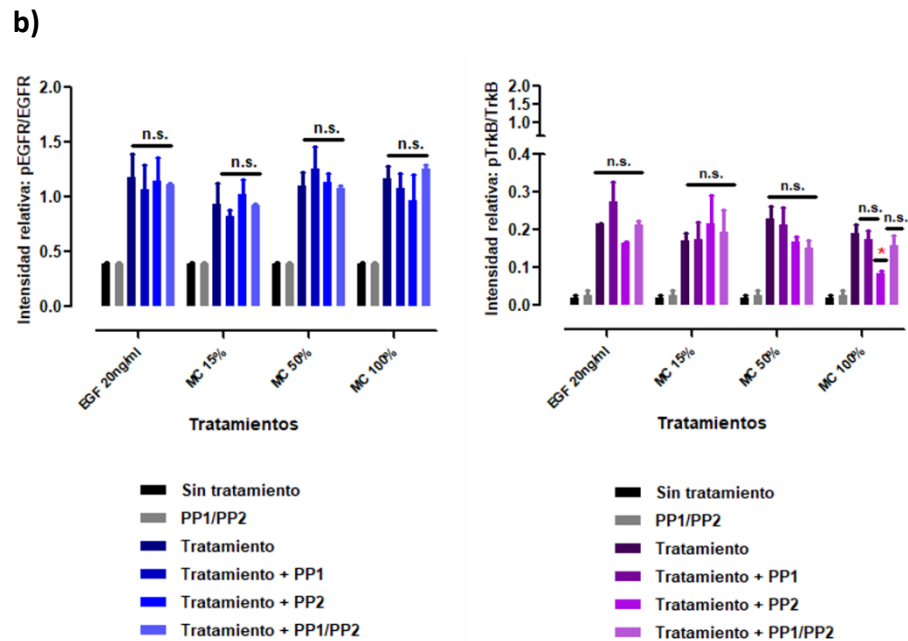 b)
Intensidad relativa: pEGFR/EGFR
2.0
1.5
1.0
0.5
0.0
n.s.
n.s.
n.s.
n.s.
EGF 20ng/ml
MC 15%
MC 50%
MC 100%
Tratamientos
Sin tratamiento
PP1/PP2
Tratamiento
Tratamiento + PP1
Tratamiento + PP2
Tratamiento + PP1/PP2
Intensidad relativa: pTrkB/TrkB
2.0
1.5
1.0
0.4
0.3
0.2
0.1
0.0
n.s.
n.s.
n.s.
n.s.
n.s.
*
EGF 20ng/ml
MC 15%
MC 50%
MC 100%
Tratamientos
Sin tratamiento
PP1/PP2
Tratamiento
Tratamiento + PP1
Tratamiento + PP2
Tratamiento + PP1/PP2